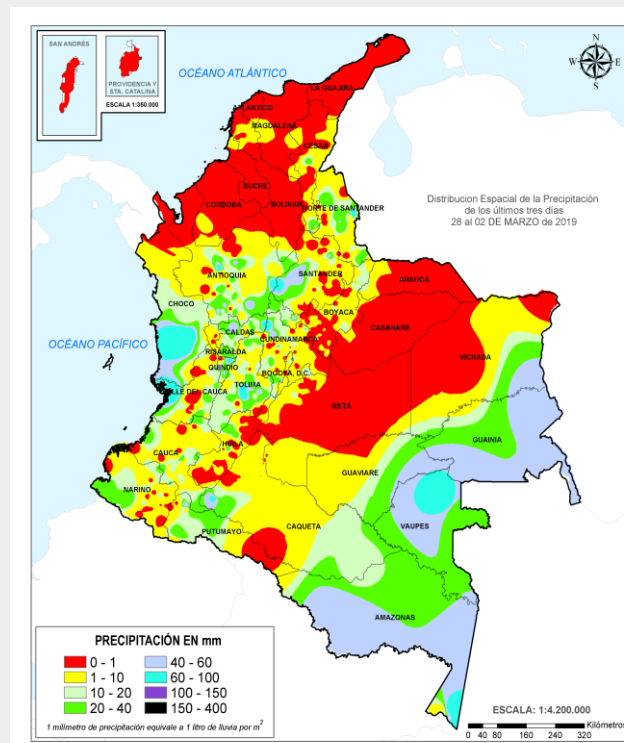 SAN ANDRÉS
PROVIDENCIA Y
STA. CATALINA
ESCALA 1:350.000
OCÉANO ATLÁNTICO
N
W
E
S
LA GUAJIRA
ATLANTICO
MAGDALENA
CESAR
SUCRE
CORDOBA
BOLIVAR
NORTE DE SANTANDER
Distribucion Espacial de la Precipitación
de los últimos tres días
28 al 02 DE MARZO de 2019
ANTIOQUIA
SANTANDER
ARAUCA
CHOCO
BOYACA
CASANARE
OCÉANO PACÍFICO
CALDAS
CUNDINAMARCA
RISARALDA
VICHADA
QUINDIO
BOGOTA, D.C.
TOLIMA
VALLE DEL CAUCA
META
GUAINIA
HUILA
CAUCA
GUAVIARE
NARIÑO
VAUPES
CAQUETA
PUTUMAYO
AMAZONAS
PRECIPITACIÓN EN mm
0 - 1
40 - 60
1 - 10
60 - 100
10 - 20
100 - 150
20 - 40
150 - 400
1 milímetro de precipitación equivale a 1 litro de lluvia por m2
ESCALA: 1:4.200.000
Kilómetros
0 40 80 160 240 320